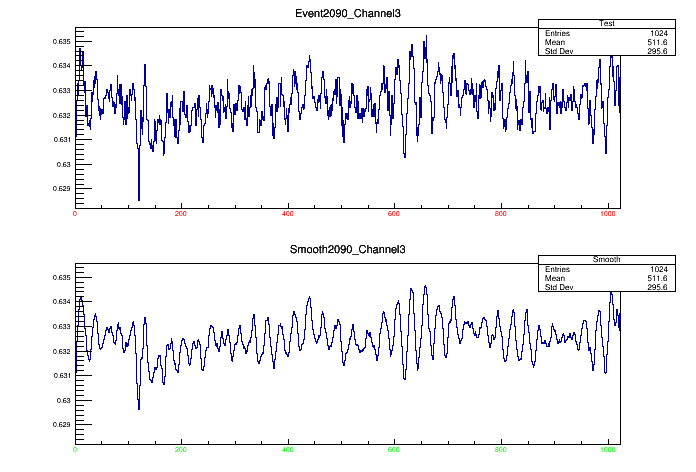 Event2090_Channel3
Test
Entries 1024
Mean 511.6
Std Dev 295.6
0.635
0.634
0.633
0.632
0.631
0.63
0.629
0 200 400 600 800 1000
Smooth2090_Channel3
Smooth
Entries 1024
Mean 511.6
Std Dev 295.6
0.635
0.634
0.633
0.632
0.631
0.63
0.629
0 200 400 600 800 1000